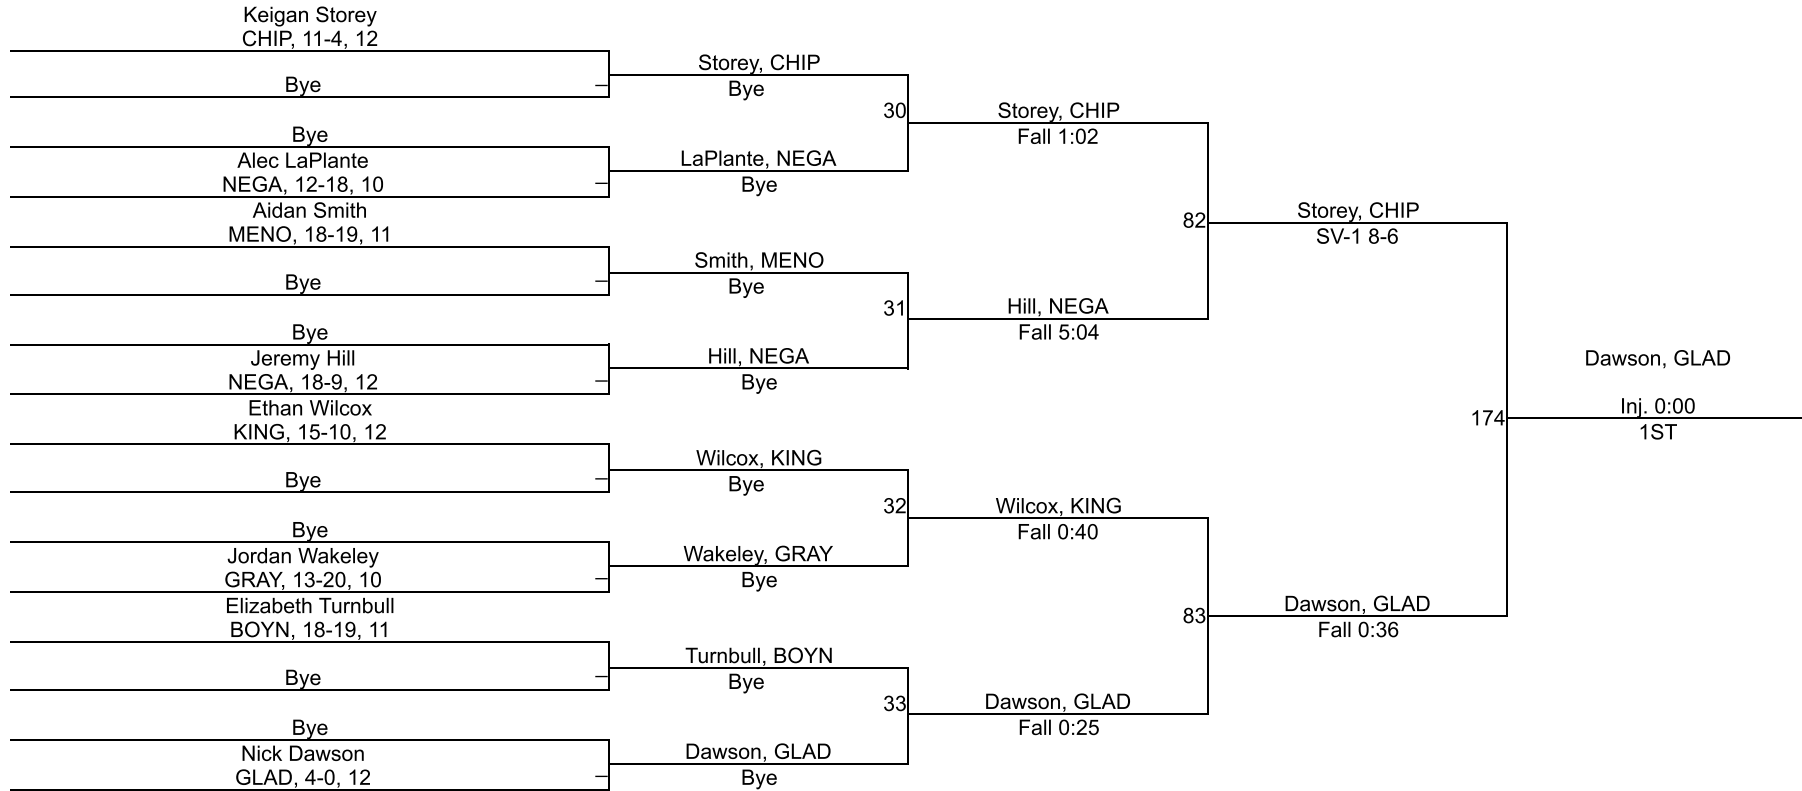 Keigan Storey
CHIP, 11-4, 12
Bye
Bye
Alec LaPlante
NEGA, 12-18, 10
Aidan Smith
MENO, 18-19, 11
Bye
Bye
Jeremy Hill
NEGA, 18-9, 12
Ethan Wilcox
KING, 15-10, 12
Bye
Bye
Jordan Wakeley
GRAY, 13-20, 10
Elizabeth Turnbull
BOYN, 18-19, 11
Bye
Bye
Nick Dawson
GLAD, 4-0, 12
Storey, CHIP
Bye
30
LaPlante, NEGA
Bye
Smith, MENO
Bye
31
Hill, NEGA
Bye
Wilcox, KING
Bye
32
Wakeley, GRAY
Bye
Turnbull, BOYN
Bye
33
Dawson, GLAD
Bye
Storey, CHIP
Fall 1:02
82
Hill, NEGA
Fall 5:04
Wilcox, KING
Fall 0:40
83
Dawson, GLAD
Fall 0:25
Storey, CHIP
SV-1 8-6
174
Dawson, GLAD
Fall 0:36
Dawson, GLAD
Inj. 0:00
1ST